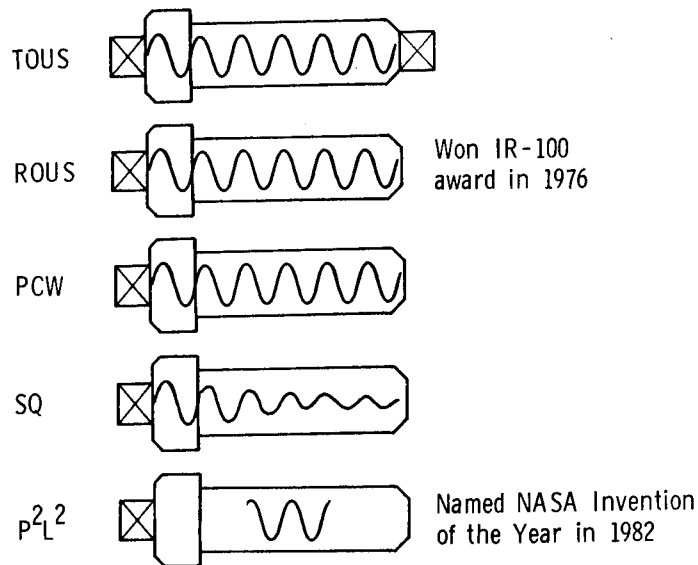 TOUS
ROUS
Won IR-100
award in 1976
PCW
SQ
P²L²
Named NASA Invention
of the Year in 1982